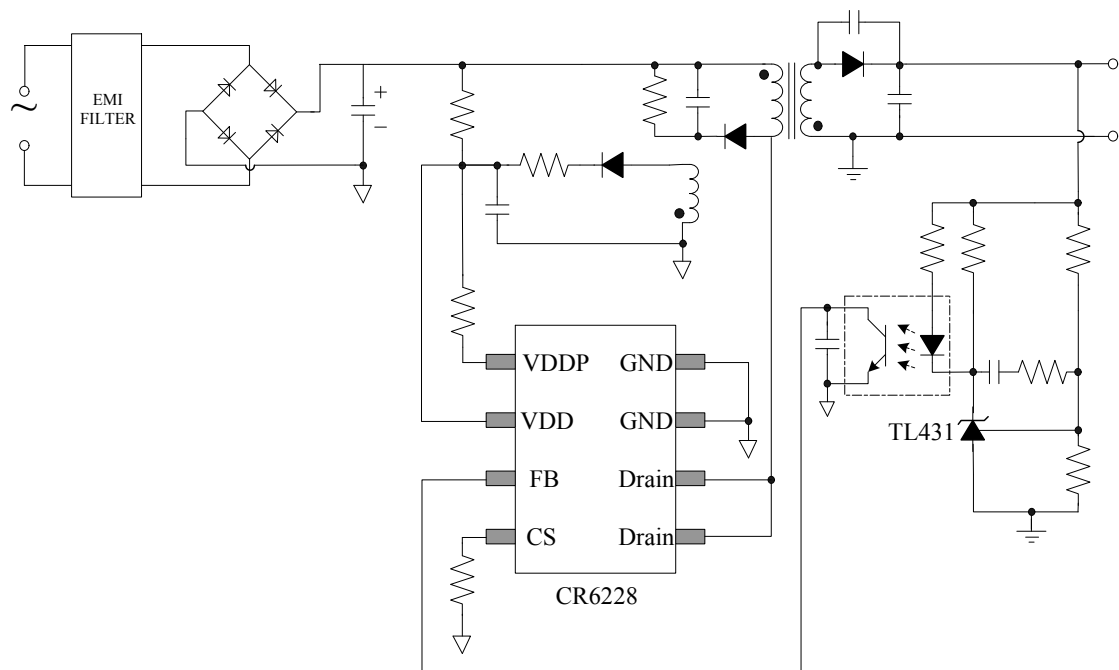 EMI
FILTER
~
+
−
VDDP
GND
VDD
GND
FB
Drain
CS
Drain
CR6228
TL431